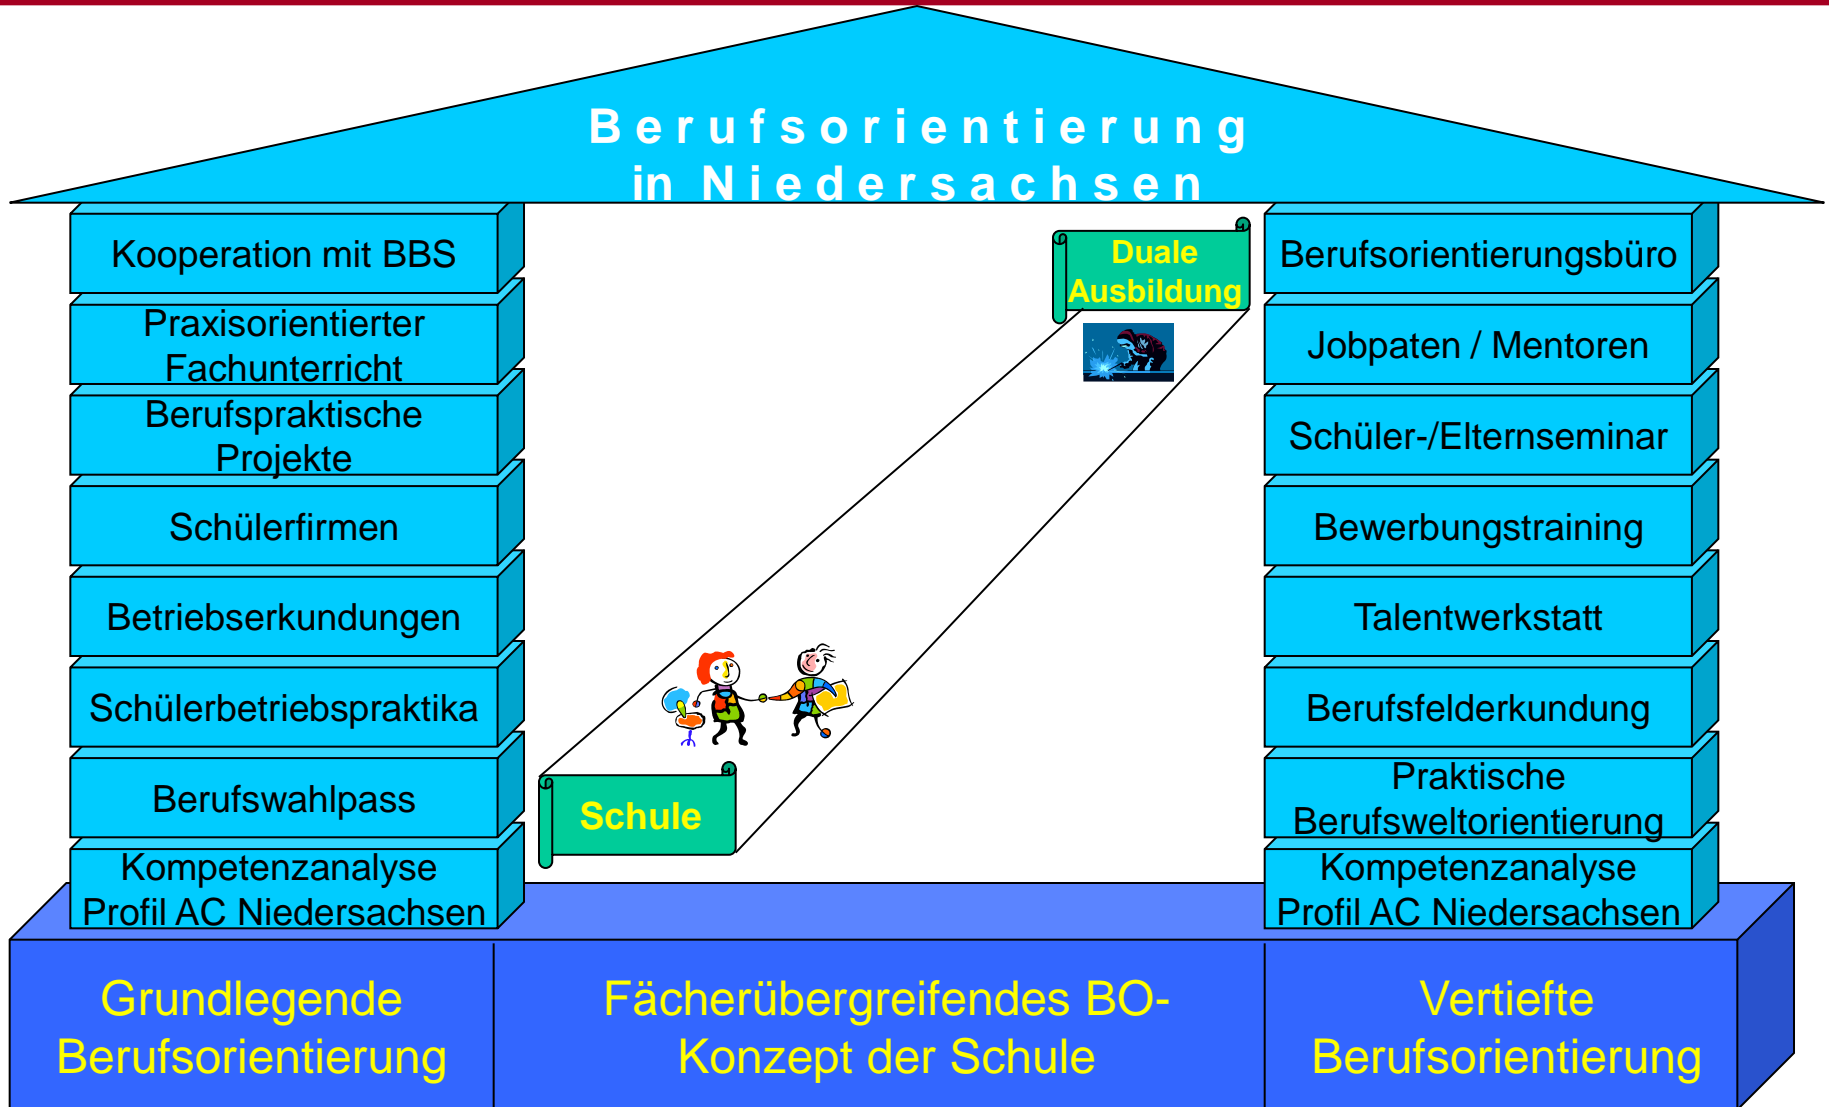 Berufsorientierung
in Niedersachsen
Kooperation mit BBS
Praxisorientierter
Fachunterricht
Berufspraktische
Projekte
Schülerfirmen
Betriebserkundungen
Schülerbetriebspraktika
Berufswahlpass
Kompetenzanalyse
Profil AC Niedersachsen
Duale
Ausbildung
Schule
Berufsorientierungsbüro
Jobpaten / Mentoren
Schüler-/Elternseminar
Bewerbungstraining
Talentwerkstatt
Berufsfelderkundung
Praktische
Berufsweltorientierung
Kompetenzanalyse
Profil AC Niedersachsen
Grundlegende
Berufsorientierung
Fächerübergreifendes BO-
Konzept der Schule
Vertiefte
Berufsorientierung